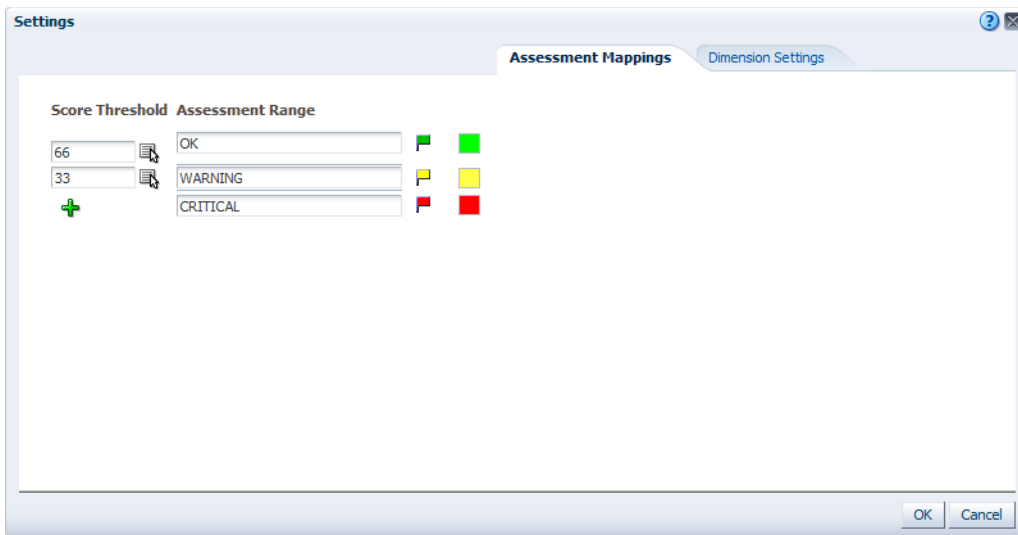 Settings
?
Assessment Mappings Dimension Settings
Score Threshold Assessment Range
66 OK
33 WARNING
CRITICAL
OK Cancel